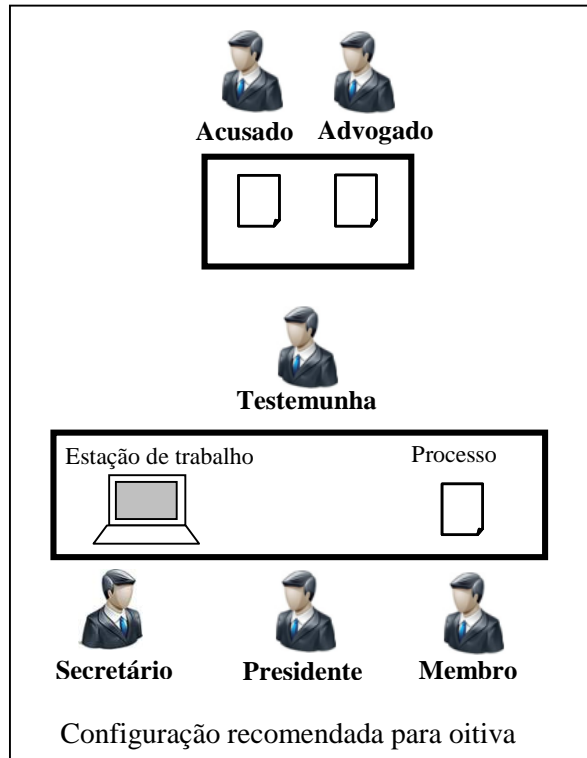 Acusado Advogado
Testemunha
Estação de trabalho Processo
Secretário Presidente Membro
Configuração recomendada para oitiva